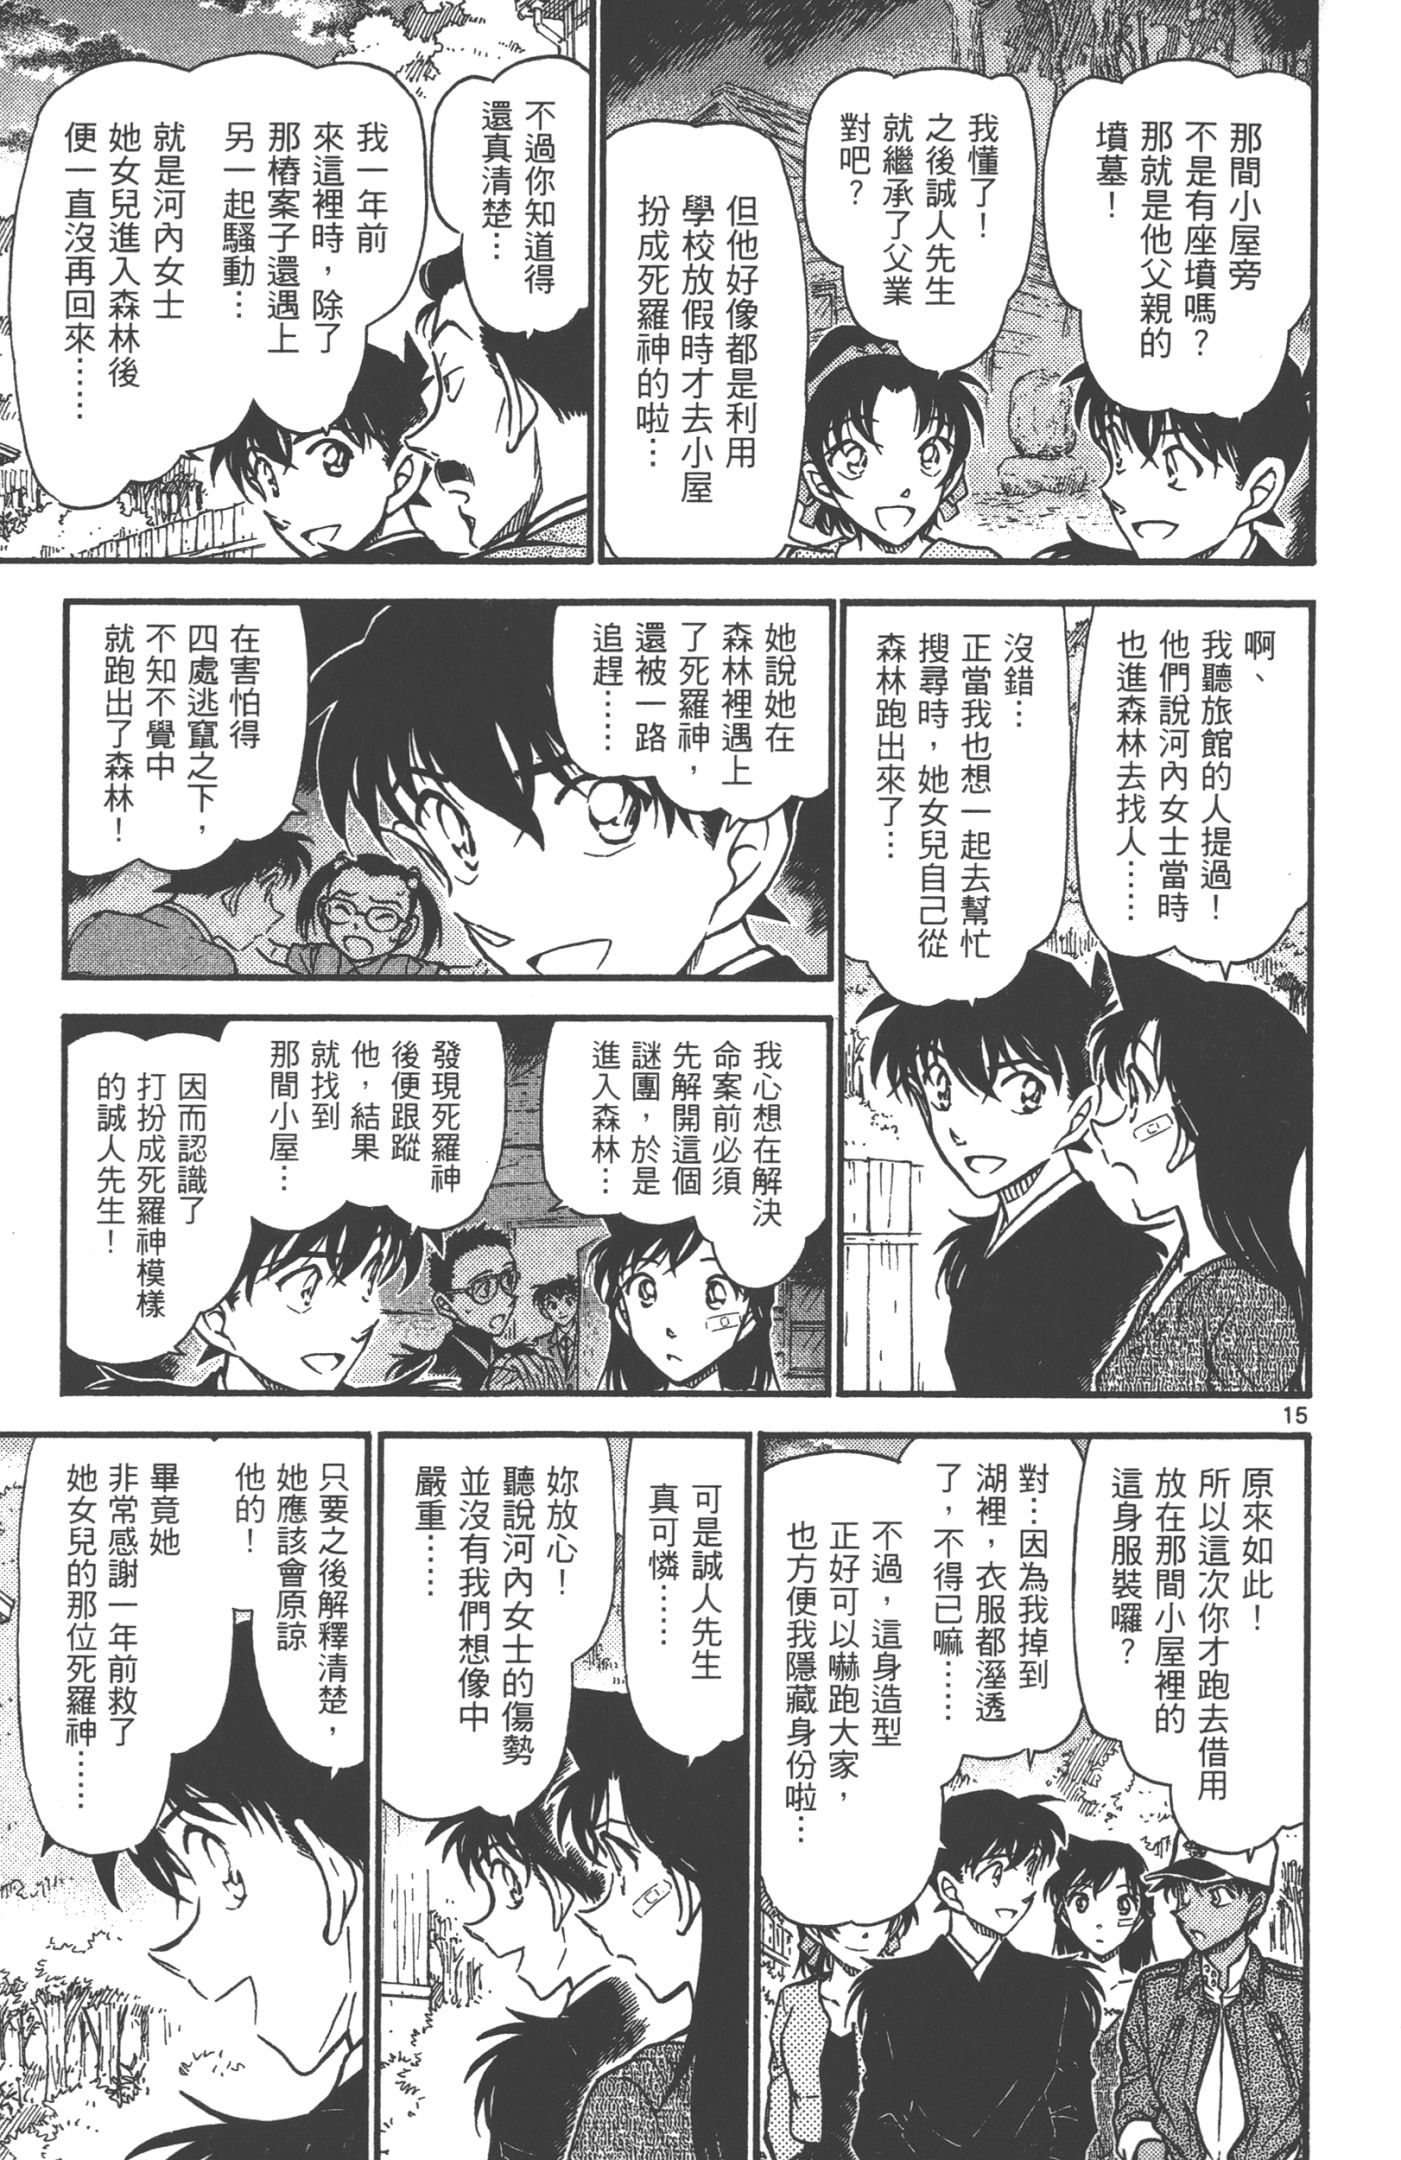 那間小屋旁
不是有座墳嗎？
那就是他父親的
墳墓！
我懂了！
之後誠人先生
就繼承了父業
對吧？
但他好像都是利用
學校放假時才去小屋
扮成死羅神的啦…
不過你知道得
還真清楚…
我一年前
來這裡時，除了
那樁案子還遇上
另一起騷動…
就是河內女士
她女兒進入森林後
便一直沒再回來……
啊、
我聽旅館的人提過！
他們說河內女士當時
也進森林去找人……
沒錯…
正當我也想一起去幫忙
搜尋時，她女兒自己從
森林跑出來了…
她說她在
森林裡遇上
了死羅神，
還被一路
追趕……
在害怕得
四處逃竄之下，
不知不覺中
就跑出了森林！
我心想在解決
命案前必須
先解開這個
謎團，於是
進入森林…
發現死羅神
後便跟蹤
他，結果
就找到
那間小屋…
因而認識了
打扮成死羅神模樣
的誠人先生！
15
原來如此！
所以這次你才跑去借用
放在那間小屋裡的
這身服裝囉？
對…因為我掉到
湖裡，衣服都溼透
了，不得已嘛……
不過，這身造型
正好可以嚇跑大家，
也方便我隱藏身份啦…
可是誠人先生
真可憐……
妳放心！
聽說河內女士的傷勢
並沒有我們想像中
嚴重……
只要之後解釋清楚，
她應該會原諒
他的！
畢竟她
非常感謝一年前救了
她女兒的那位死羅神……